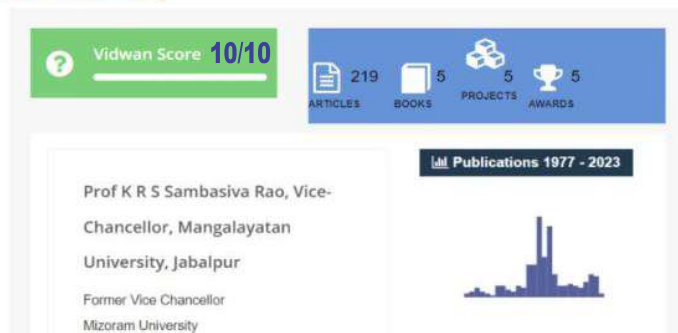 Vidwan Score 10/10
219
ARTICLES
5
BOOKS
5
PROJECTS
5
AWARDS
Publications 1977 - 2023
Prof K R S Sambasiva Rao, Vice-
Chancellor, Mangalayatan
University, Jabalpur
Former Vice Chancellor
Mizoram University